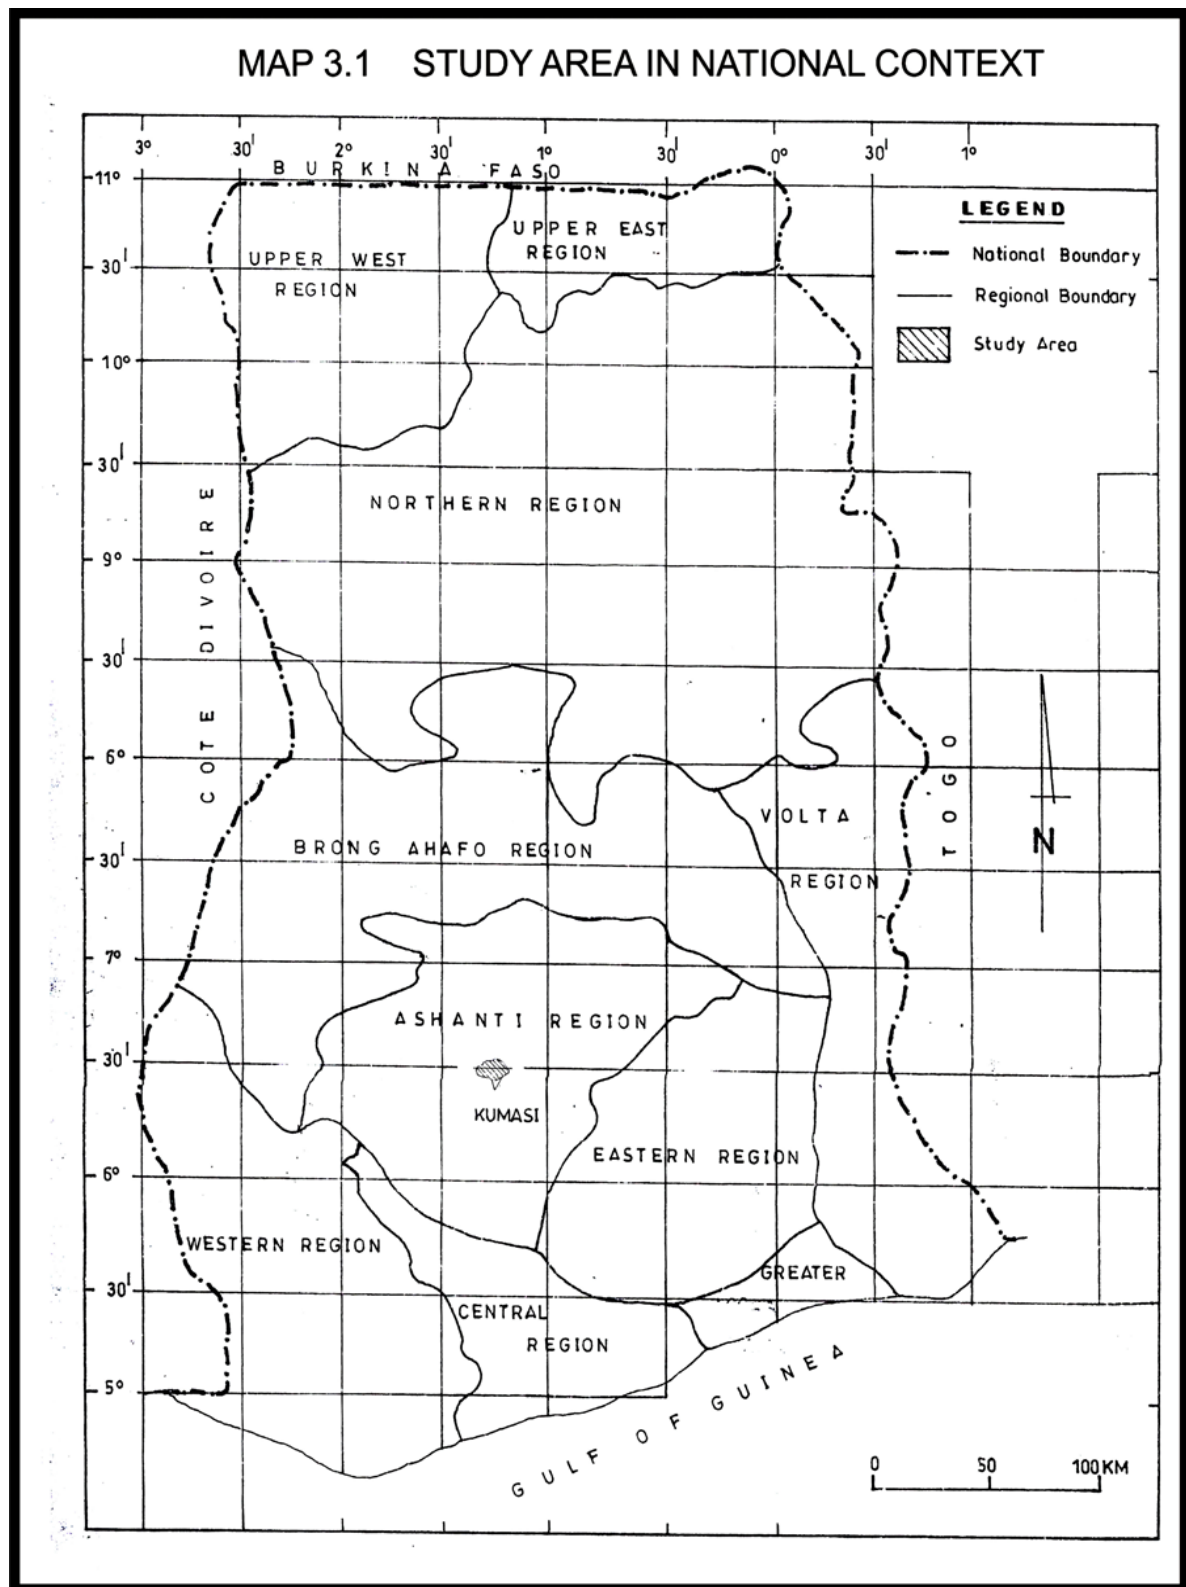 MAP 3.1 STUDY AREA IN NATIONAL CONTEXT
3° 30' 2° 30' 1° 30' 0° 30' 1°
BURKINA FASO
11°
LEGEND
National Boundary
Regional Boundary
Study Area
UPPER EAST
REGION
UPPER WEST
REGION
30'
10°
30'
NORTHERN REGION
9°
COTE DIVOIRE
30'
6°
TOGO
N
VOLTA
REGION
BRONG AHAFO REGION
30'
7°
ASHANTI REGION
30'
KUMASI
EASTERN REGION
6°
WESTERN REGION
GREATER
30'
CENTRAL
REGION
5°
GULF OF GUINEA
0 50 100 KM